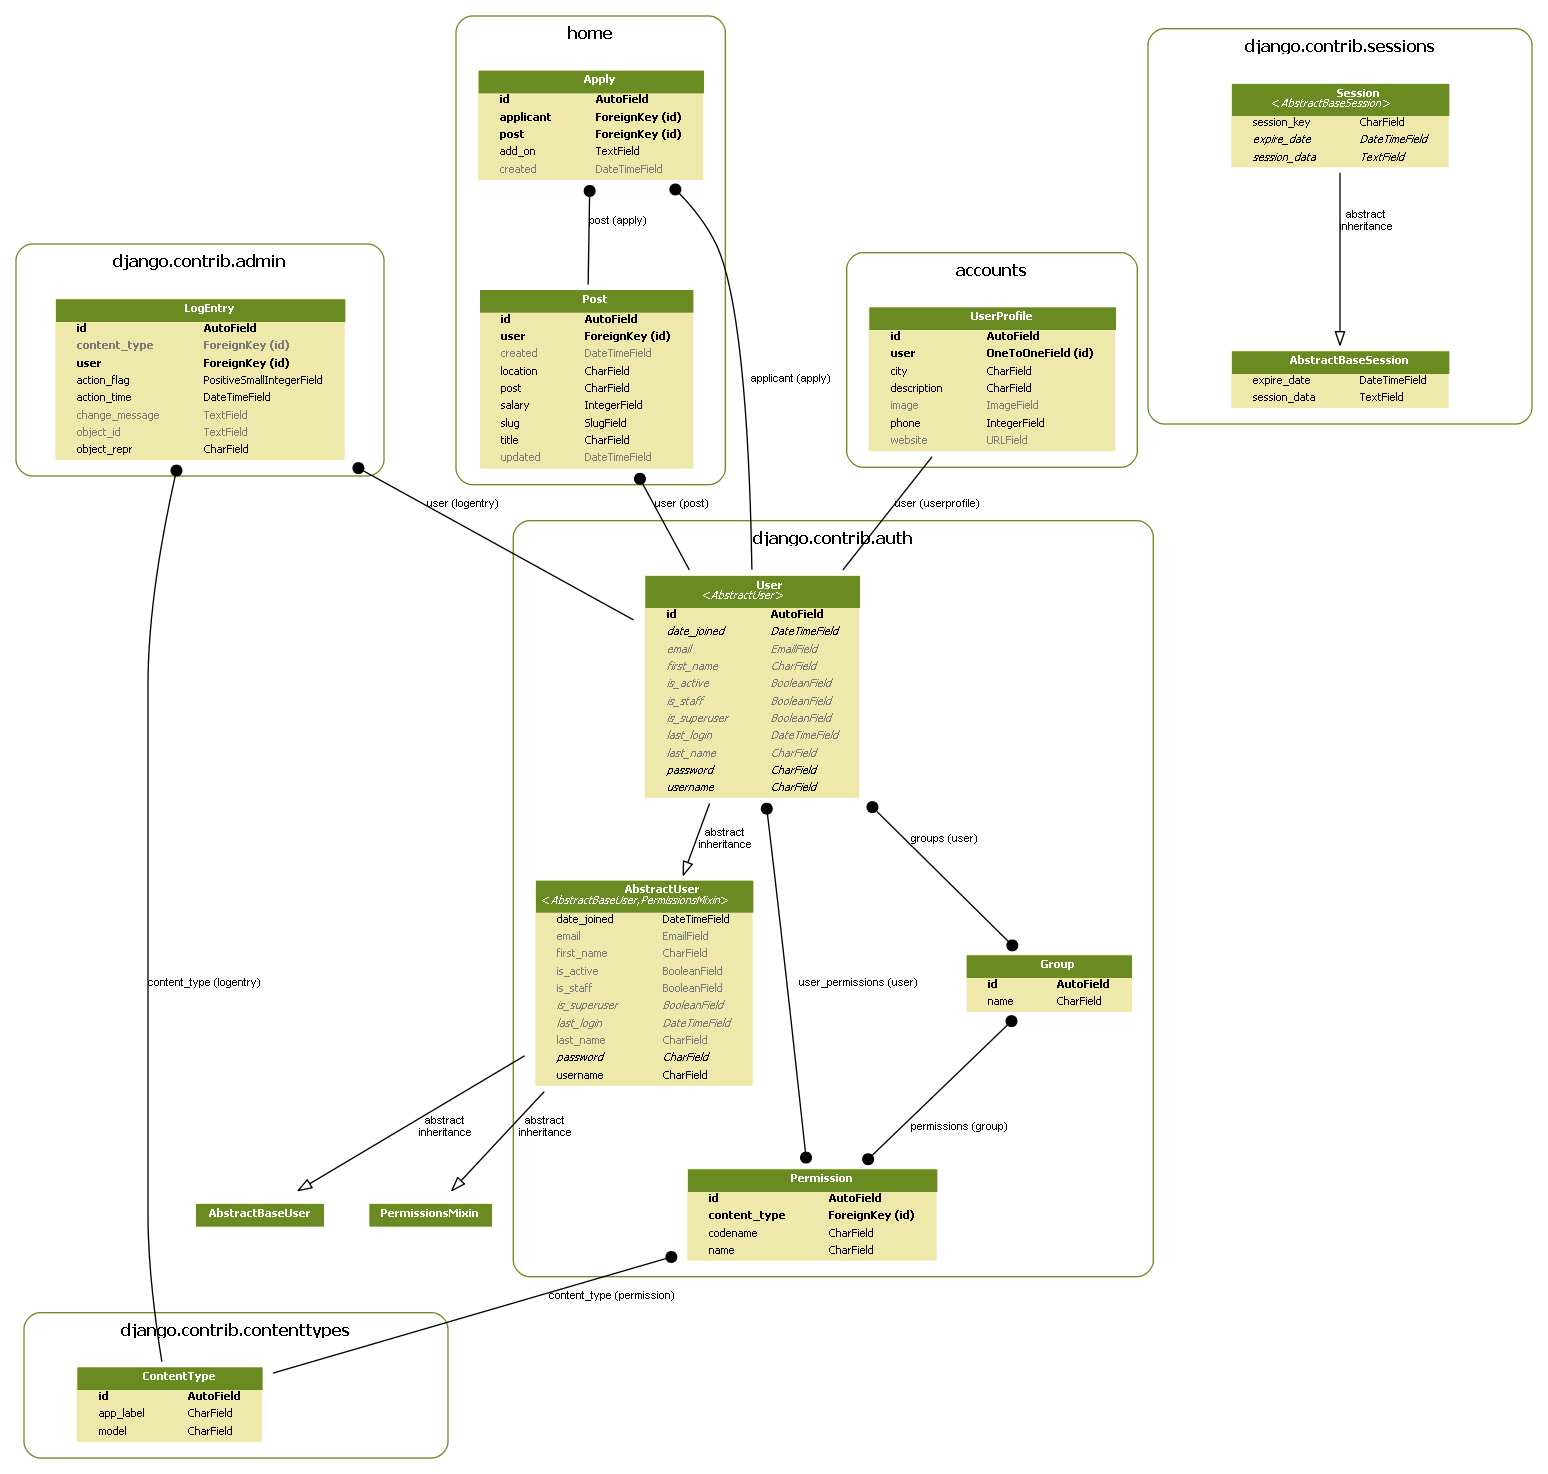 home
Apply
id AutoField
applicant ForeignKey (id)
post ForeignKey (id)
add_on TextField
created DateTimeField
post (apply)
Post
id AutoField
user ForeignKey (id)
created DateTimeField
location CharField
post CharField
salary IntegerField
slug SlugField
title CharField
updated DateTimeField
applicant (apply)
django.contrib.sessions
Session
<AbstractBaseSession>
session_key CharField
expire_date DateTimeField
session_data TextField
abstract
inheritance
AbstractBaseSession
expire_date DateTimeField
session_data TextField
django.contrib.admin
LogEntry
id AutoField
content_type ForeignKey (id)
user ForeignKey (id)
action_flag PositiveSmallIntegerField
action_time DateTimeField
change_message TextField
object_id TextField
object_repr CharField
accounts
UserProfile
id AutoField
user OneToOneField (id)
city CharField
description CharField
image ImageField
phone IntegerField
website URLField
user (logentry)
user (post)
user (userprofile)
django.contrib.auth
User
<AbstractUser>
id AutoField
date_joined DateTimeField
email EmailField
first_name CharField
is_active BooleanField
is_staff BooleanField
is_superuser BooleanField
last_login DateTimeField
last_name CharField
password CharField
username CharField
abstract
inheritance
groups (user)
AbstractUser
<AbstractBaseUser,PermissionsMixin>
date_joined DateTimeField
email EmailField
first_name CharField
is_active BooleanField
is_staff BooleanField
is_superuser BooleanField
last_login DateTimeField
last_name CharField
password CharField
username CharField
user_permissions (user)
Group
id AutoField
name CharField
content_type (logentry)
abstract
inheritance
abstract
inheritance
permissions (group)
AbstractBaseUser
PermissionsMixin
Permission
id AutoField
content_type ForeignKey (id)
codename CharField
name CharField
content_type (permission)
django.contrib.contenttypes
ContentType
id AutoField
app_label CharField
model CharField